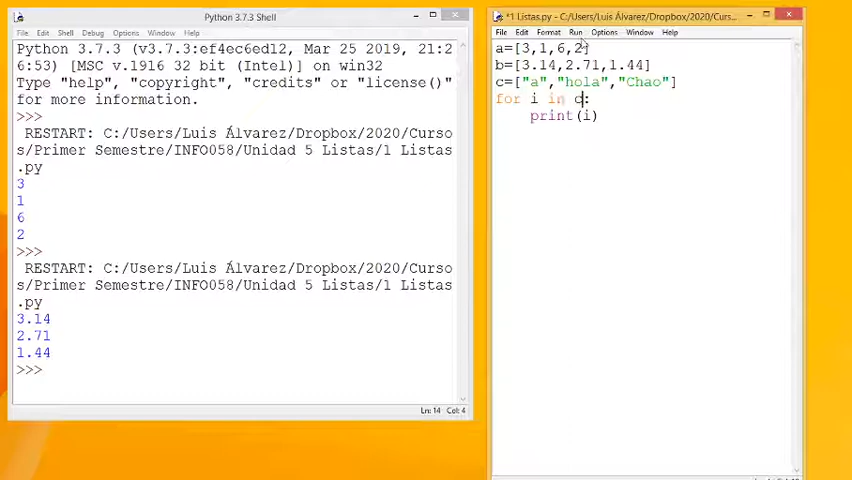 Python 3.7.3 Shell
File Edit Shell Debug Options Window Help
Python 3.7.3 (v3.7.3:ef4ec6ed12, Mar 25 2019, 21:2
6:53) [MSC v.1916 32 bit (Intel)] on win32
Type "help", "copyright", "credits" or "license()"
for more information.
>>>
RESTART: C:/Users/Luis Álvarez/Dropbox/2020/Curso
s/Primer Semestre/INFO058/Unidad 5 Listas/1 Listas
.py
3
1
6
2
>>>
RESTART: C:/Users/Luis Álvarez/Dropbox/2020/Curso
s/Primer Semestre/INFO058/Unidad 5 Listas/1 Listas
.py
3.14
2.71
1.44
>>>
Ln: 14 Col: 4
*1 Listas.py - C:/Users/Luis Álvarez/Dropbox/2020/Cursos/Primer S...
File Edit Format Run Options Window Help
a=[3,1,6,2]
b=[3.14,2.71,1.44]
c=["a","hola","Chao"]
for i in c:
    print(i)